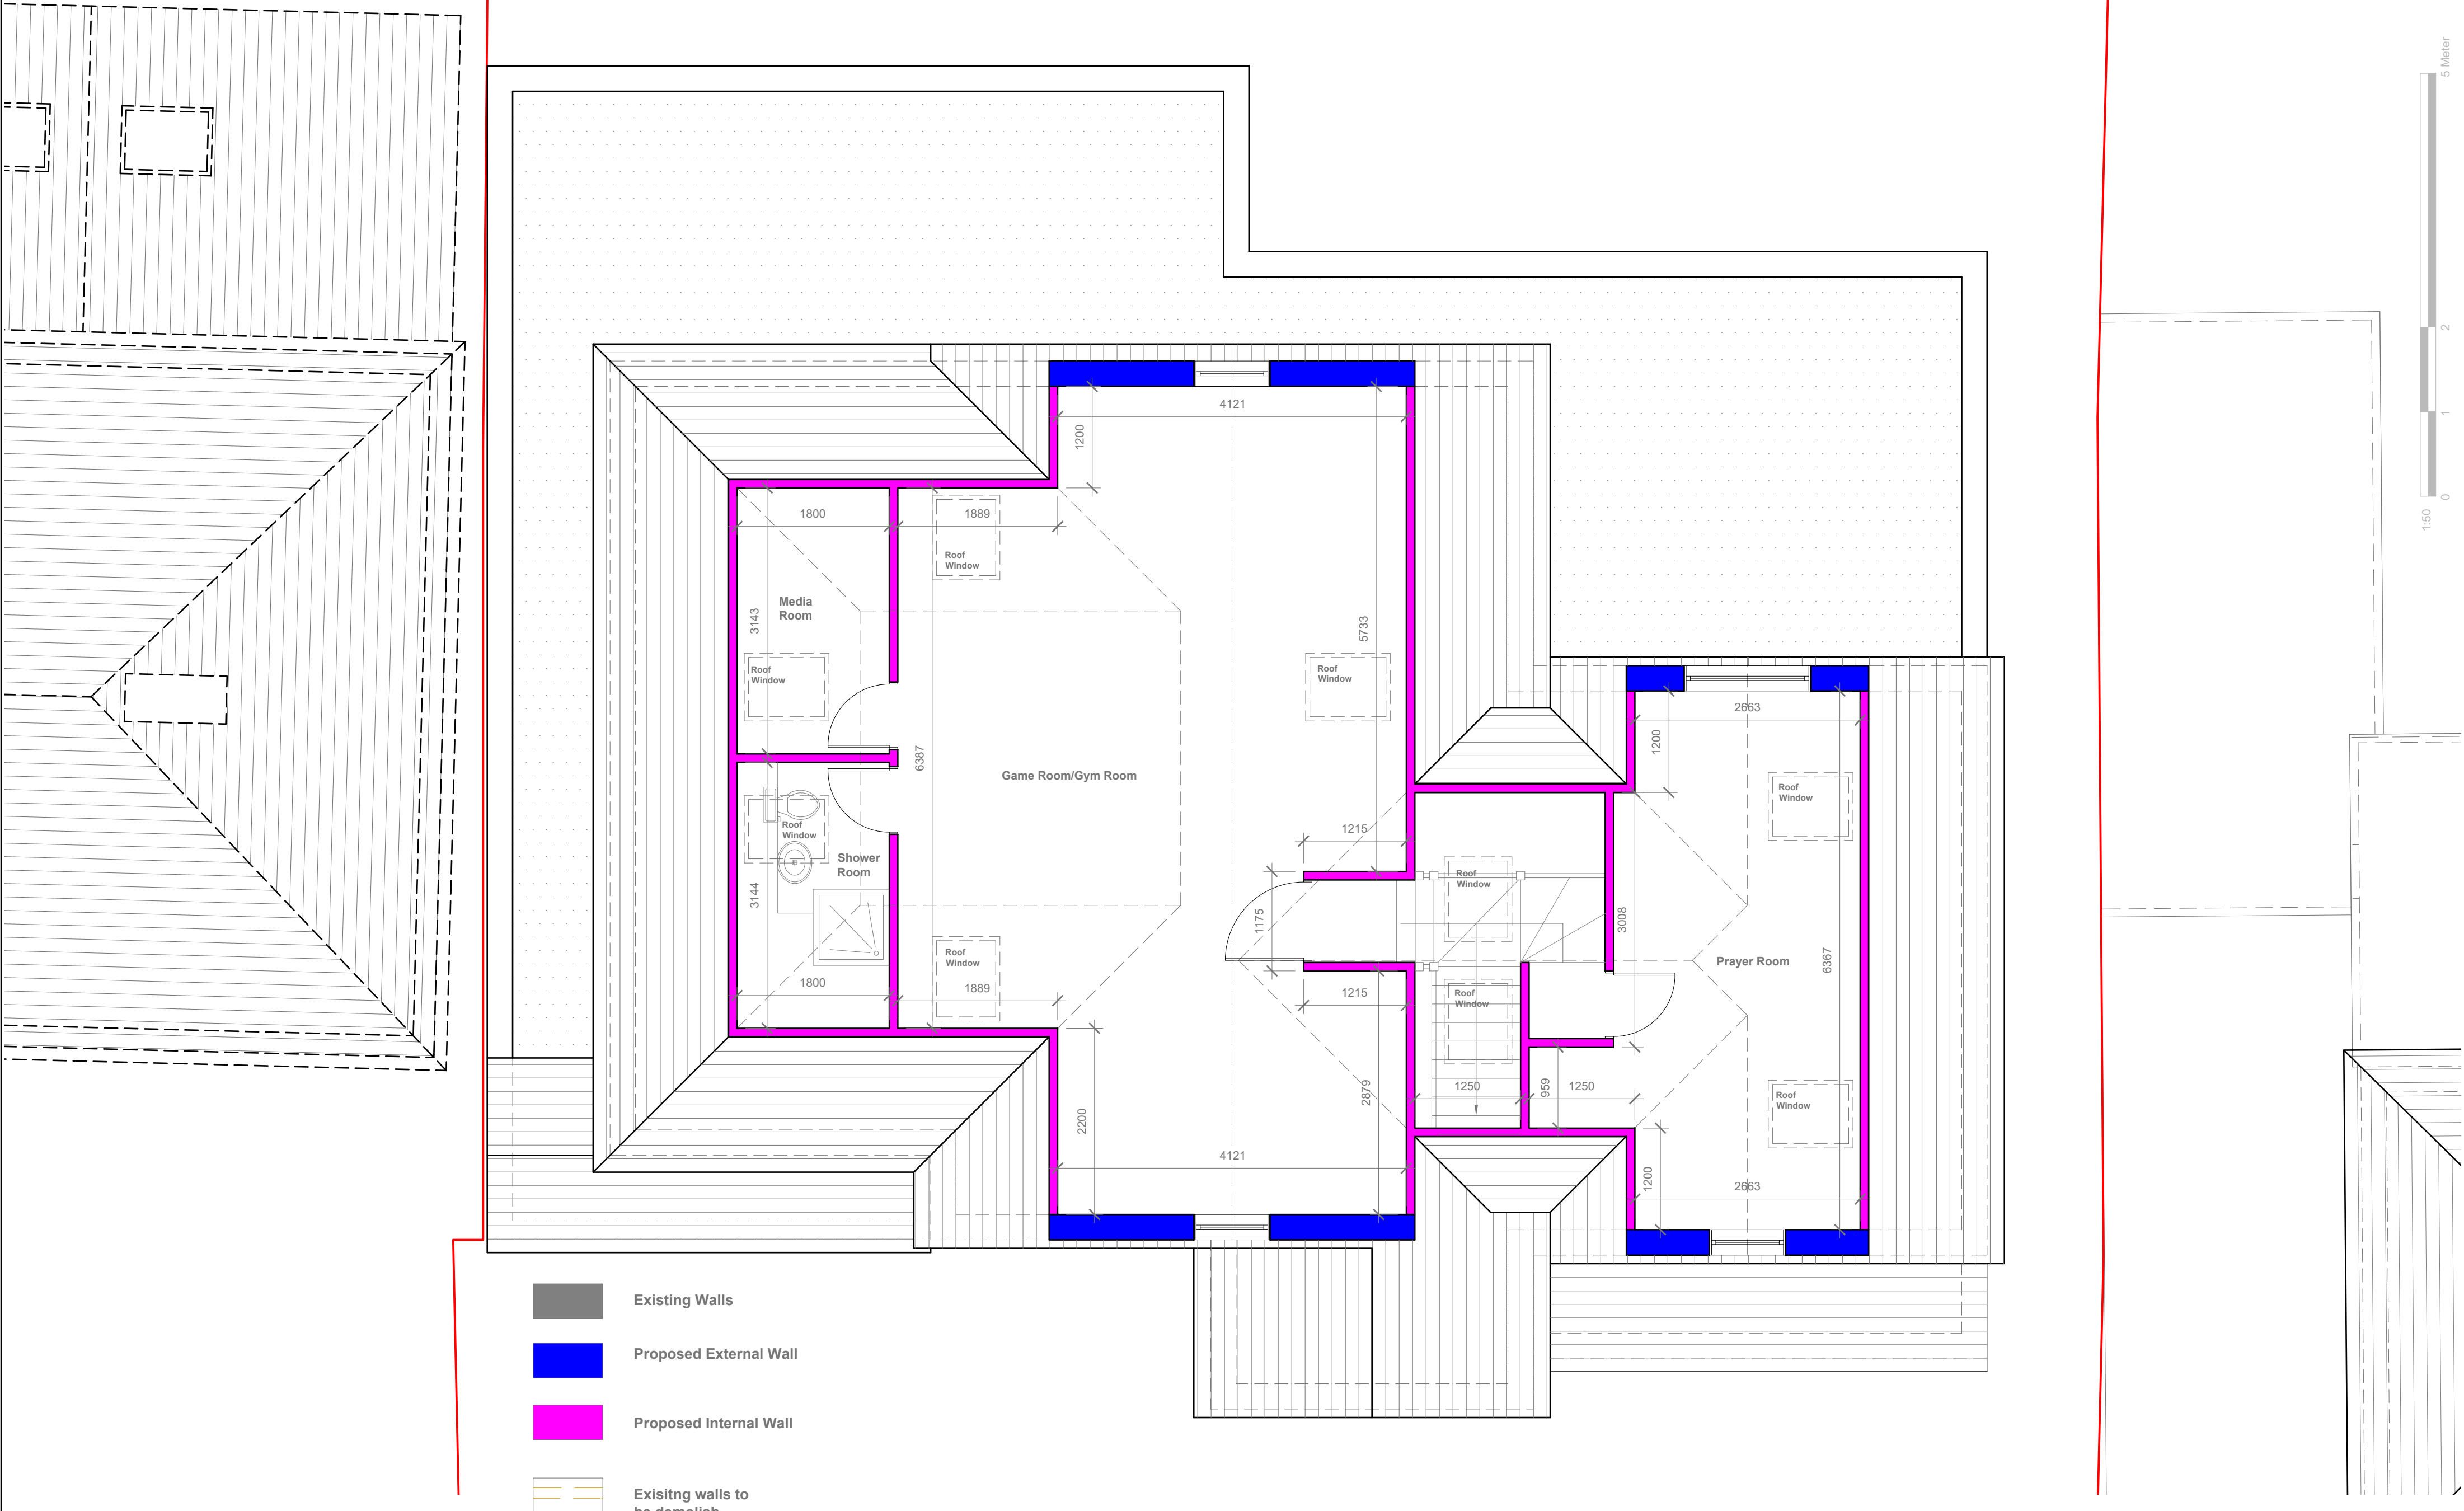 5 Meter
2
1
0
1:50
4121
1200
5733
1800
1889
Roof
Window
Media
Room
3143
Roof
Window
Roof
Window
6387
Game Room/Gym Room
2663
1200
Roof
Window
Roof
Window
1215
Shower
Room
3144
Roof
Window
1175
3008
Prayer Room
6367
Roof
Window
1800
1889
1215
Roof
Window
2879
1250
959
1250
Roof
Window
2200
4121
1200
2663
Existing Walls
Proposed External Wall
Proposed Internal Wall
Exisitng walls to
be demolish